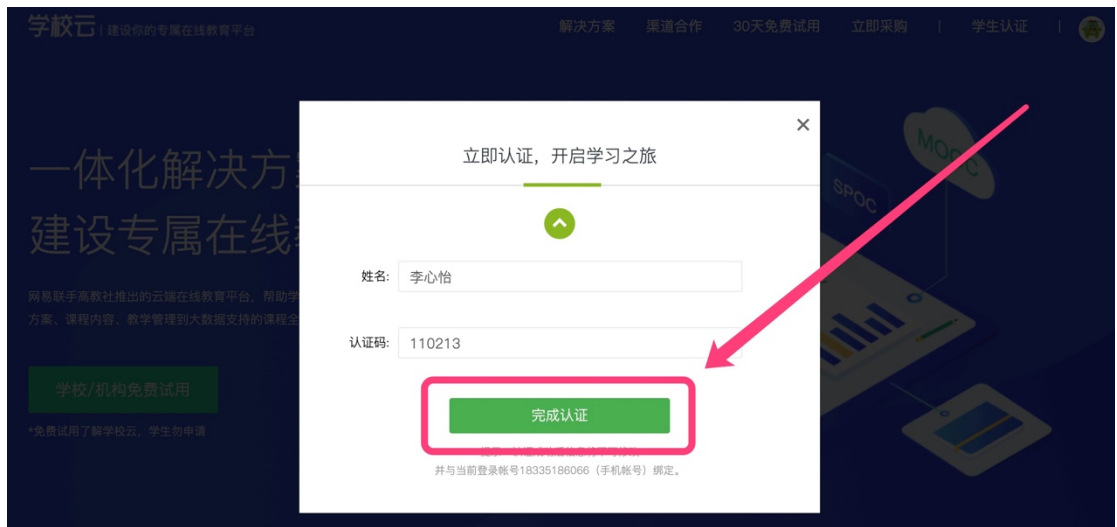 学校云 | 建设你的专属在线教育平台
解决方案 渠道合作 30天免费试用 立即采购 | 学生认证 |
×
立即认证，开启学习之旅
MOOC
SPOC
一体化解决方
建设专属在线
网易联手高教社推出的云端在线教育平台，帮助学
方案、课程内容、教学管理到大数据支持的课程全
姓名: 李心怡
认证码: 110213
学校/机构免费试用
*免费试用了解学校云，学生勿申请
完成认证
并与当前登录帐号18335186066（手机帐号）绑定。